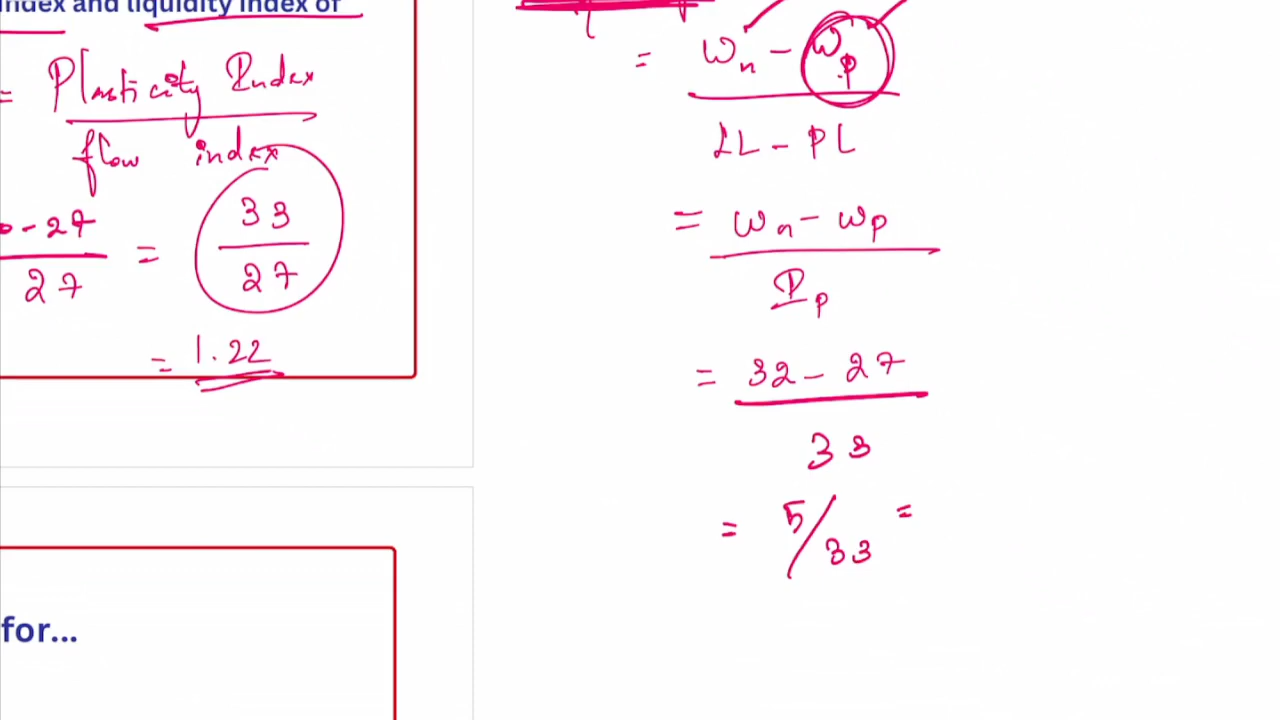 index and liquidity index of
= Plasticity Index
flow index
0 - 27
27
= 33
27
= 1.22
= wn - wp
LL - PL
= wn - wp
Ip
= 32 - 27
33
= 5/33 =
for...